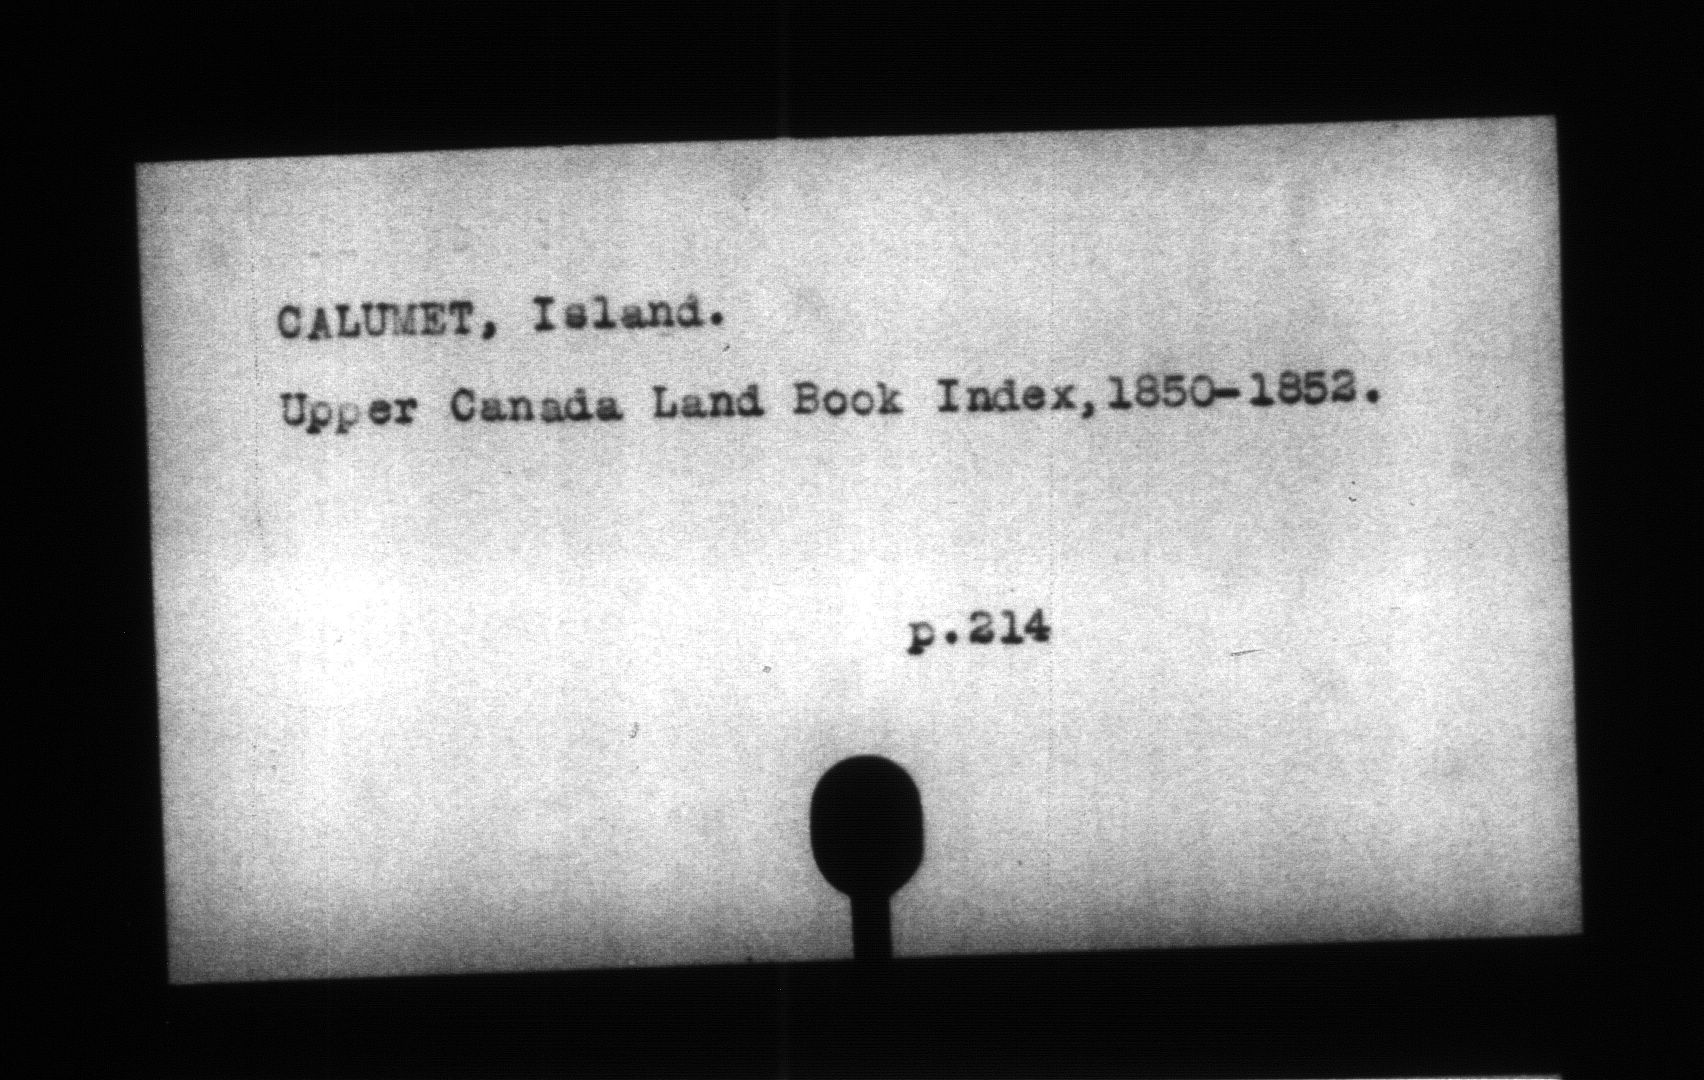 CALUMET, Island.
Upper Canada Land Book Index,1850-1852.
p.214